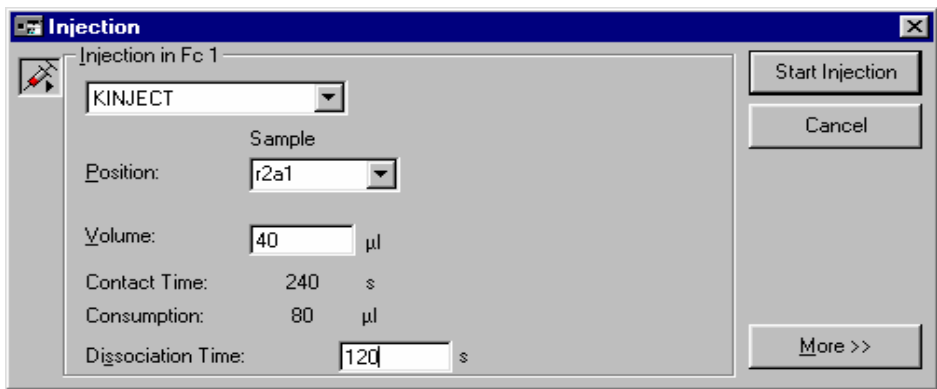 Injection
Injection in Fc 1
KINJECT
Sample
Position: r2a1
Volume: 40 µl
Contact Time: 240 s
Consumption: 80 µl
Dissociation Time: 120 s
Start Injection
Cancel
More >>